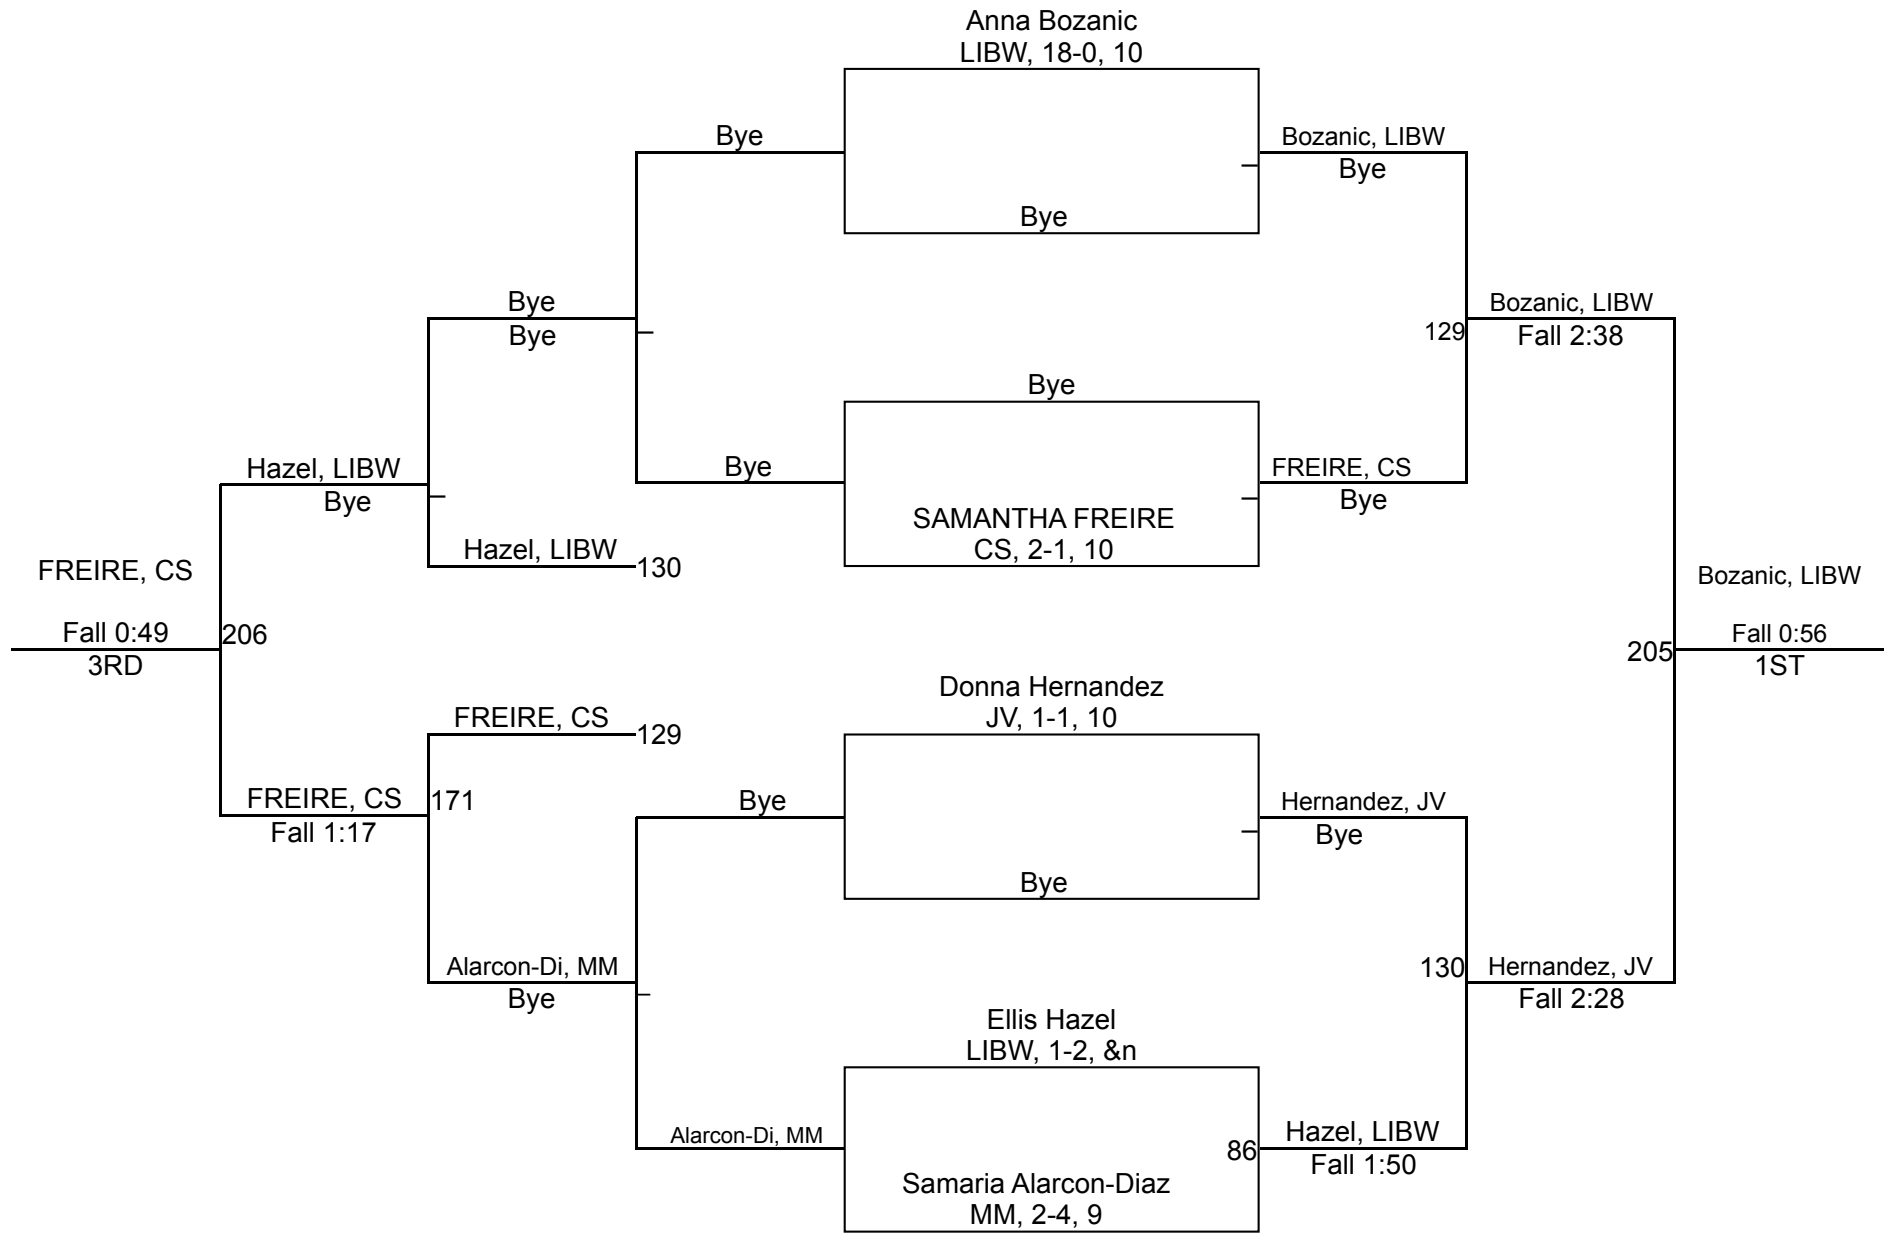 Anna Bozanic
LIBW, 18-0, 10
Bye
Bozanic, LIBW
Bye
Bye
Bye
Bye
Bozanic, LIBW
129
Fall 2:38
Bye
Bye
FREIRE, CS
Hazel, LIBW
Bye
Bye
SAMANTHA FREIRE
CS, 2-1, 10
Hazel, LIBW
130
FREIRE, CS
Bozanic, LIBW
Fall 0:49
206
3RD
Fall 0:56
205
1ST
Donna Hernandez
JV, 1-1, 10
FREIRE, CS
129
FREIRE, CS
171
Fall 1:17
Bye
Hernandez, JV
Bye
Bye
Alarcon-Di, MM
Bye
130
Hernandez, JV
Fall 2:28
Ellis Hazel
LIBW, 1-2, &n
Alarcon-Di, MM
86
Hazel, LIBW
Fall 1:50
Samaria Alarcon-Diaz
MM, 2-4, 9